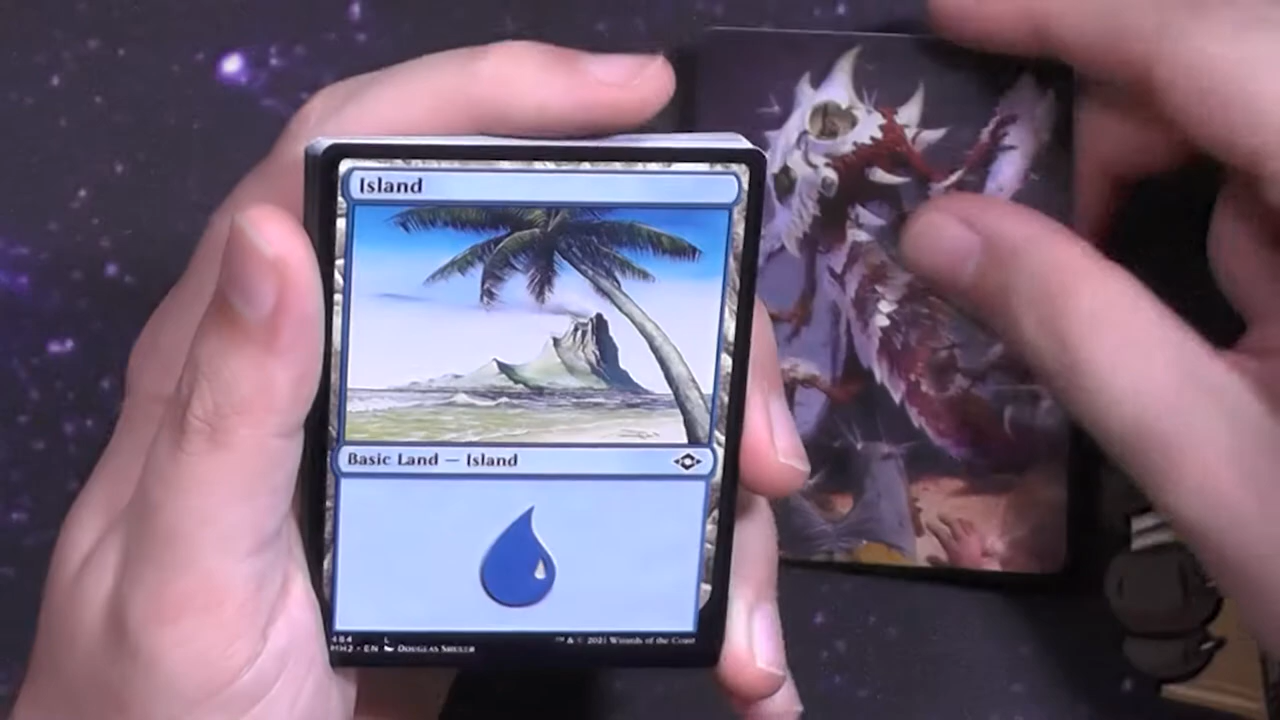 Island
Basic Land — Island
484 L
MH2 • EN Douglas Shuler
™ & © 2021 Wizards of the Coast